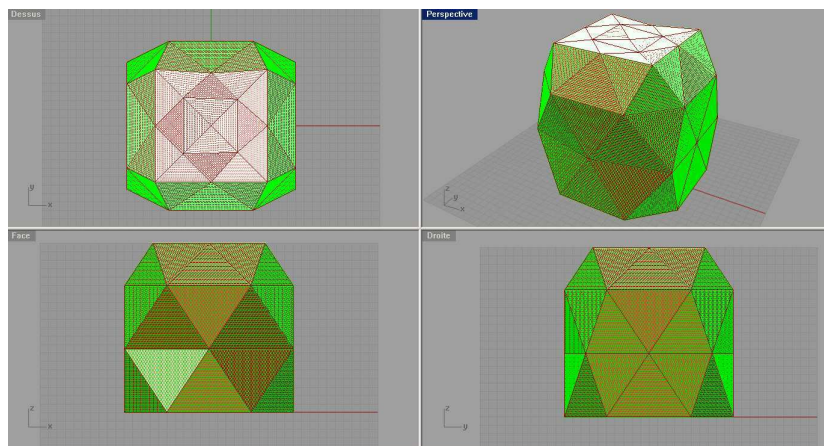 Dessus
Perspective
y
x
z
y
x
Face
Droite
z
x
z
y